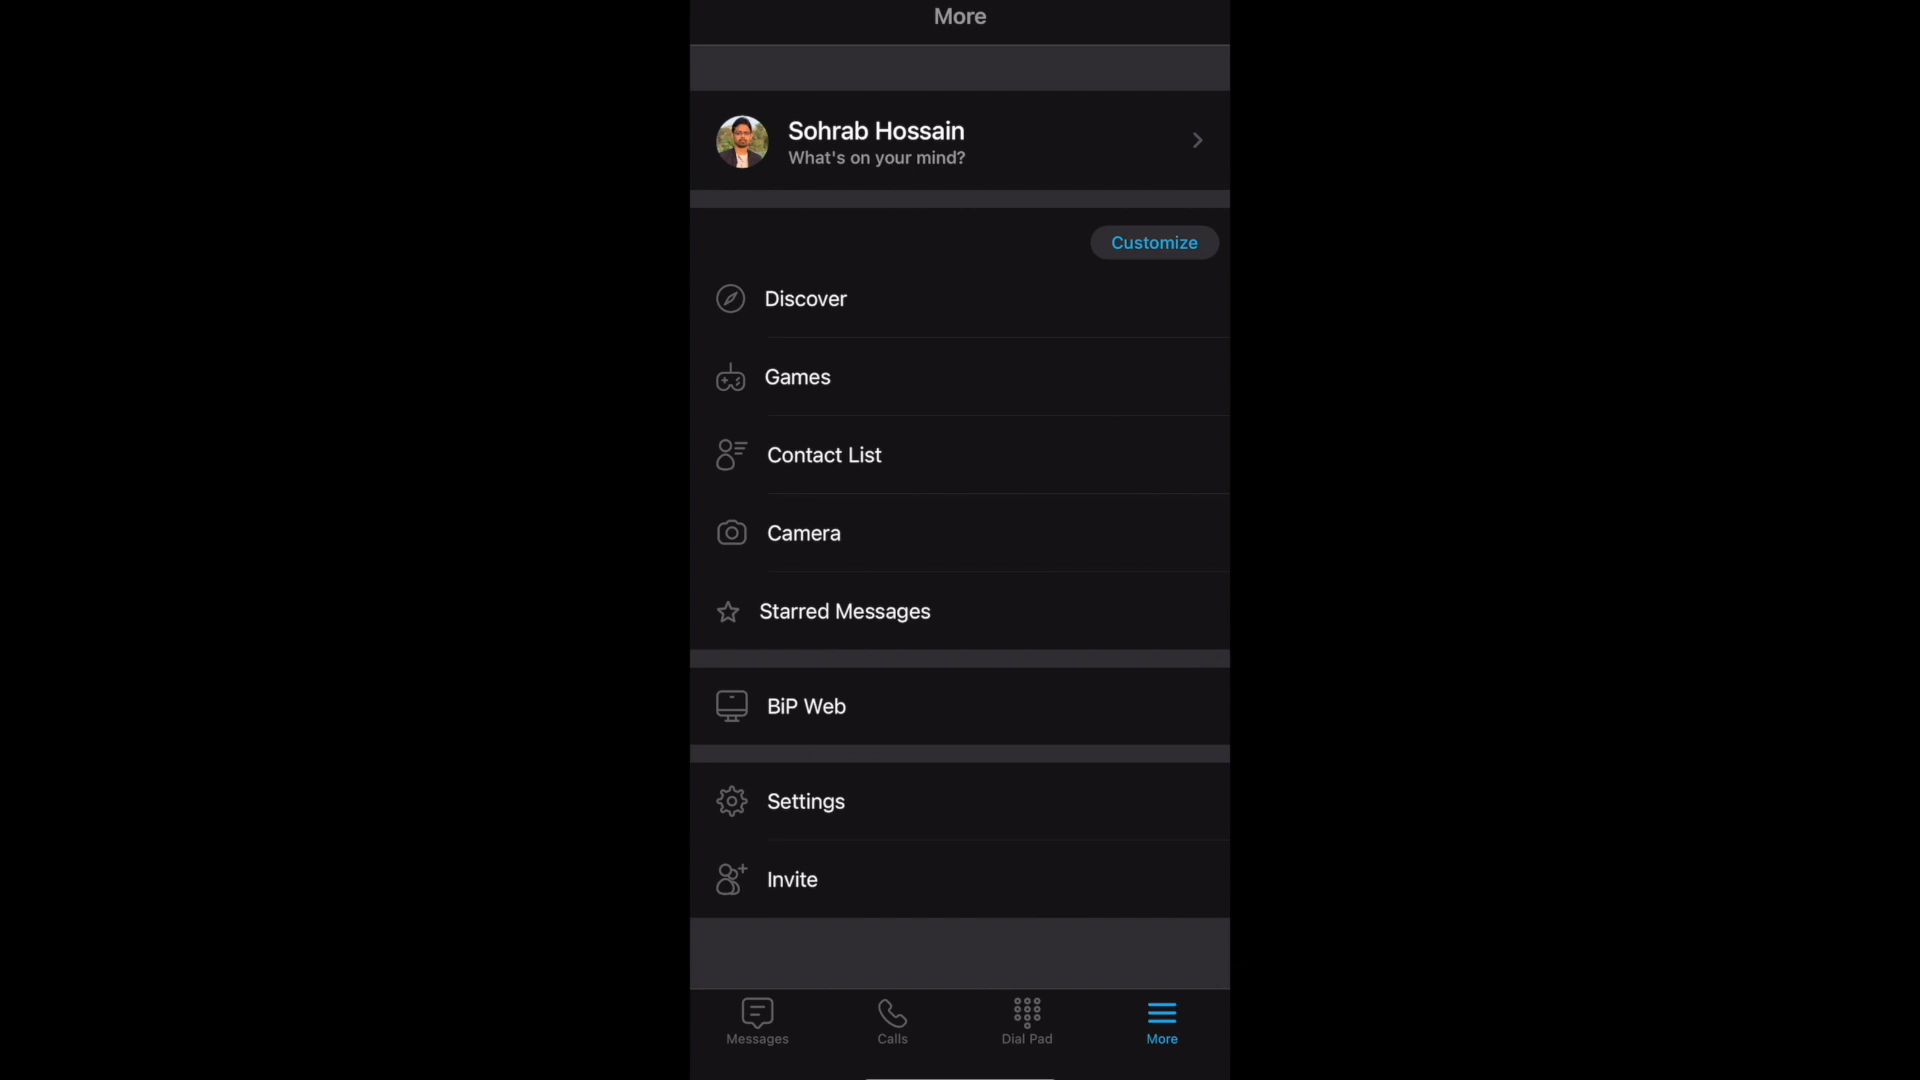 More
Sohrab Hossain
What's on your mind?
Customize
Discover
Games
Contact List
Camera
Starred Messages
BiP Web
Settings
Invite
Messages
Calls
Dial Pad
More